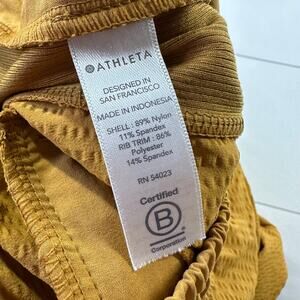 ATHLETA
DESIGNED IN
SAN FRANCISCO
MADE IN INDONESIA
SHELL : 89% Nylon
11% Spandex
RIB TRIM : 86%
Polyester
14% Spandex
RN 54023
Certified
B
Corporation